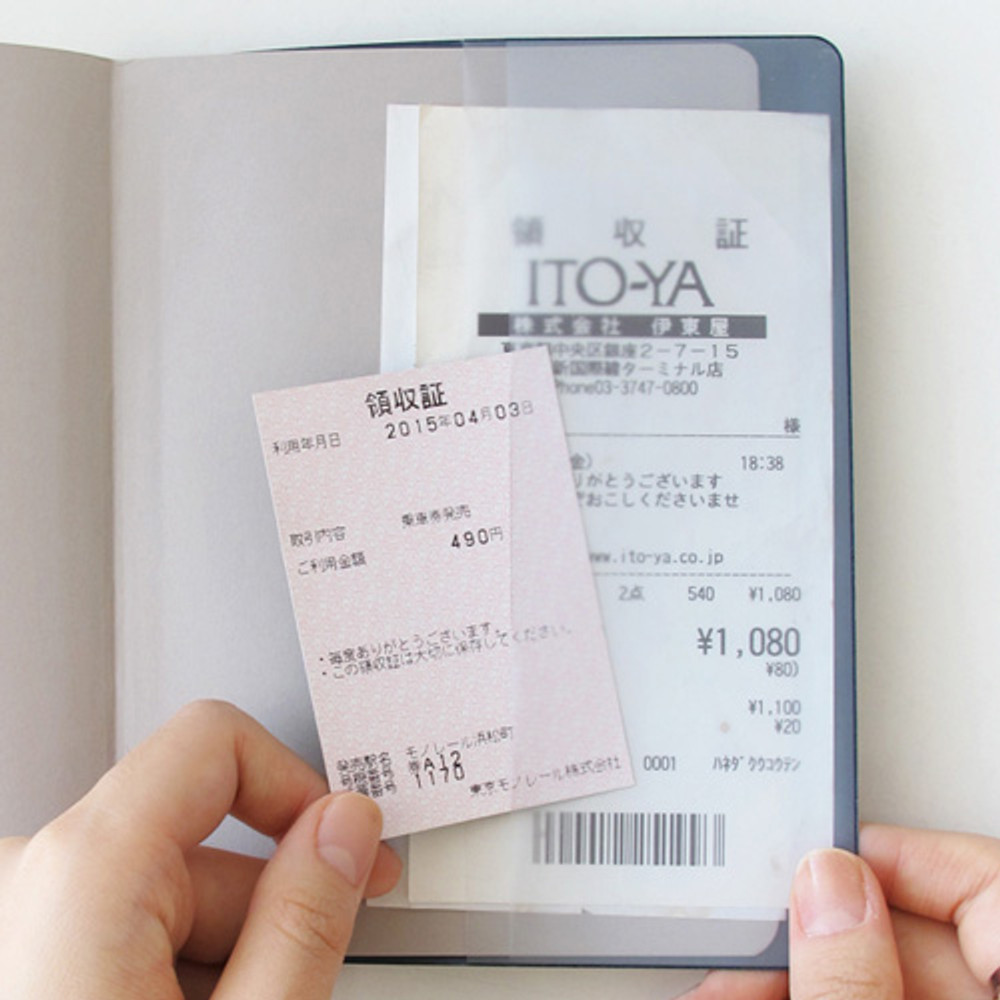 領収証
ITO-YA
株式会社 伊東屋
中央区銀座2-7-15
新国際線ターミナル店
Phone03-3747-0800
様
金)
18:38
りがとうございます
おこしくださいませ
www.ito-ya.co.jp
2点 540 ¥1,080
¥1,080
¥80)
¥1,100
¥20
0001 ハネダクウコウテン
領収証
利用年月日 2015年04月03日
取引内容 乗車券発売
ご利用金額 490円
・毎度ありがとうございます。
・この領収証は大切に保存してください。
発売駅名 モノレール浜松町
券A12
番号 1170
東京モノレール株式会社